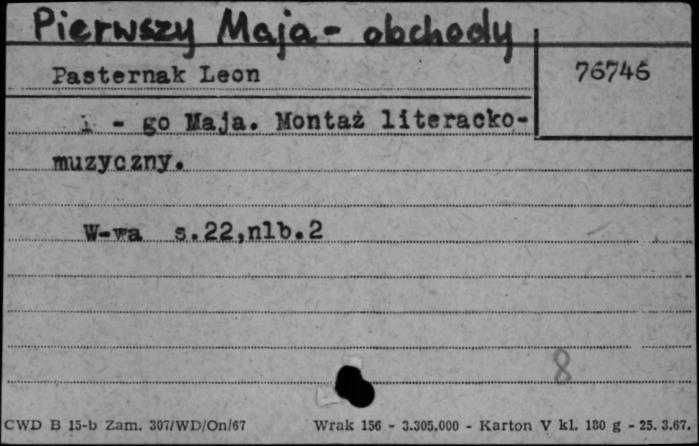 Pierwszy Maja - obchody
Pasternak Leon
76746
1 - go Maja. Montaż literacko-
muzyczny.
W-wa s.22,nlb.2
8
CWD B 15-b Zam. 307/WD/On/67 Wrak 156 - 3.305.000 - Karton V kl. 180 g - 25. 3.67.